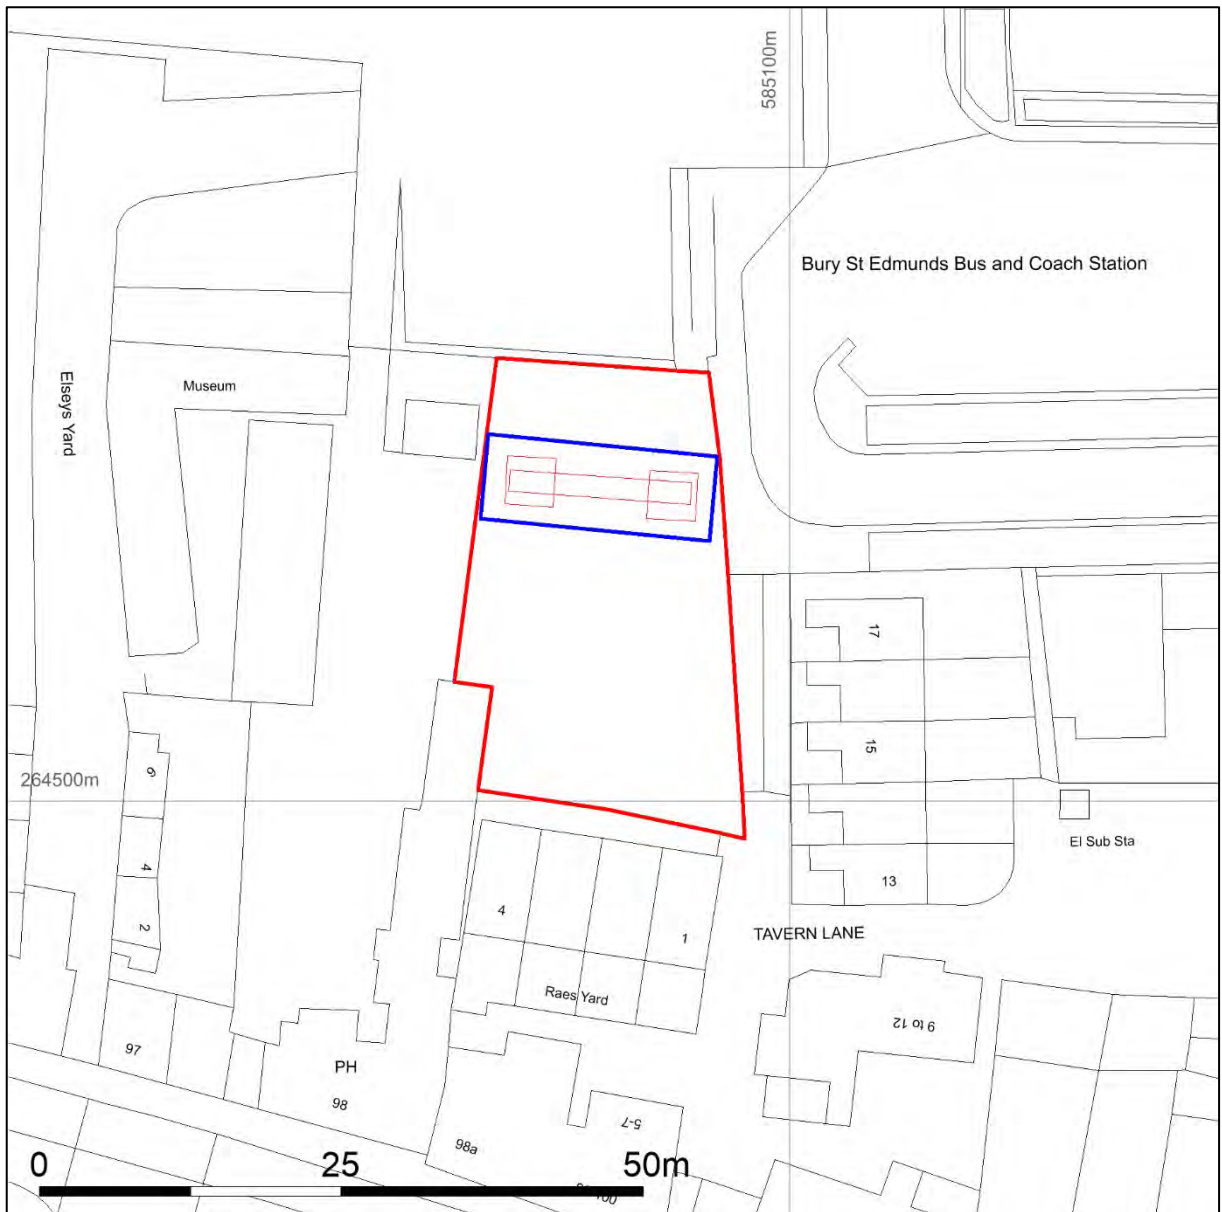 585100m
Bury St Edmunds Bus and Coach Station
Elseys Yard
Museum
17
15
264500m
6
4
2
El Sub Sta
13
4
1
TAVERN LANE
Raes Yard
9 to 12
97
PH
98
5-7
98a
0
25
50m